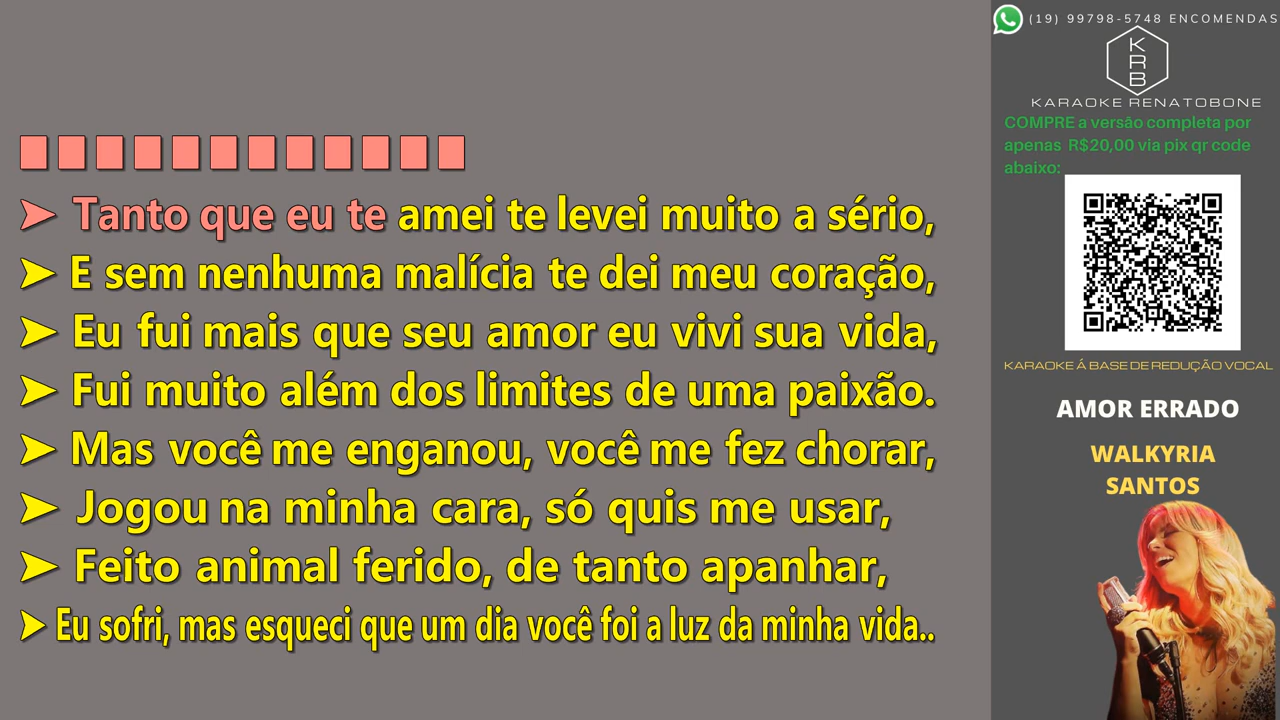 ➤ Tanto que eu te amei te levei muito a sério,
➤ E sem nenhuma malícia te dei meu coração,
➤ Eu fui mais que seu amor eu vivi sua vida,
➤ Fui muito além dos limites de uma paixão.
➤ Mas você me enganou, você me fez chorar,
➤ Jogou na minha cara, só quis me usar,
➤ Feito animal ferido, de tanto apanhar,
➤ Eu sofri, mas esqueci que um dia você foi a luz da minha vida..
(19) 99798-5748 ENCOMENDAS
K
R
B
KARAOKE RENATOBONE
COMPRE a versão completa por
apenas R$20,00 via pix qr code
abaixo:
KARAOKE Á BASE DE REDUÇÃO VOCAL
AMOR ERRADO
WALKYRIA
SANTOS